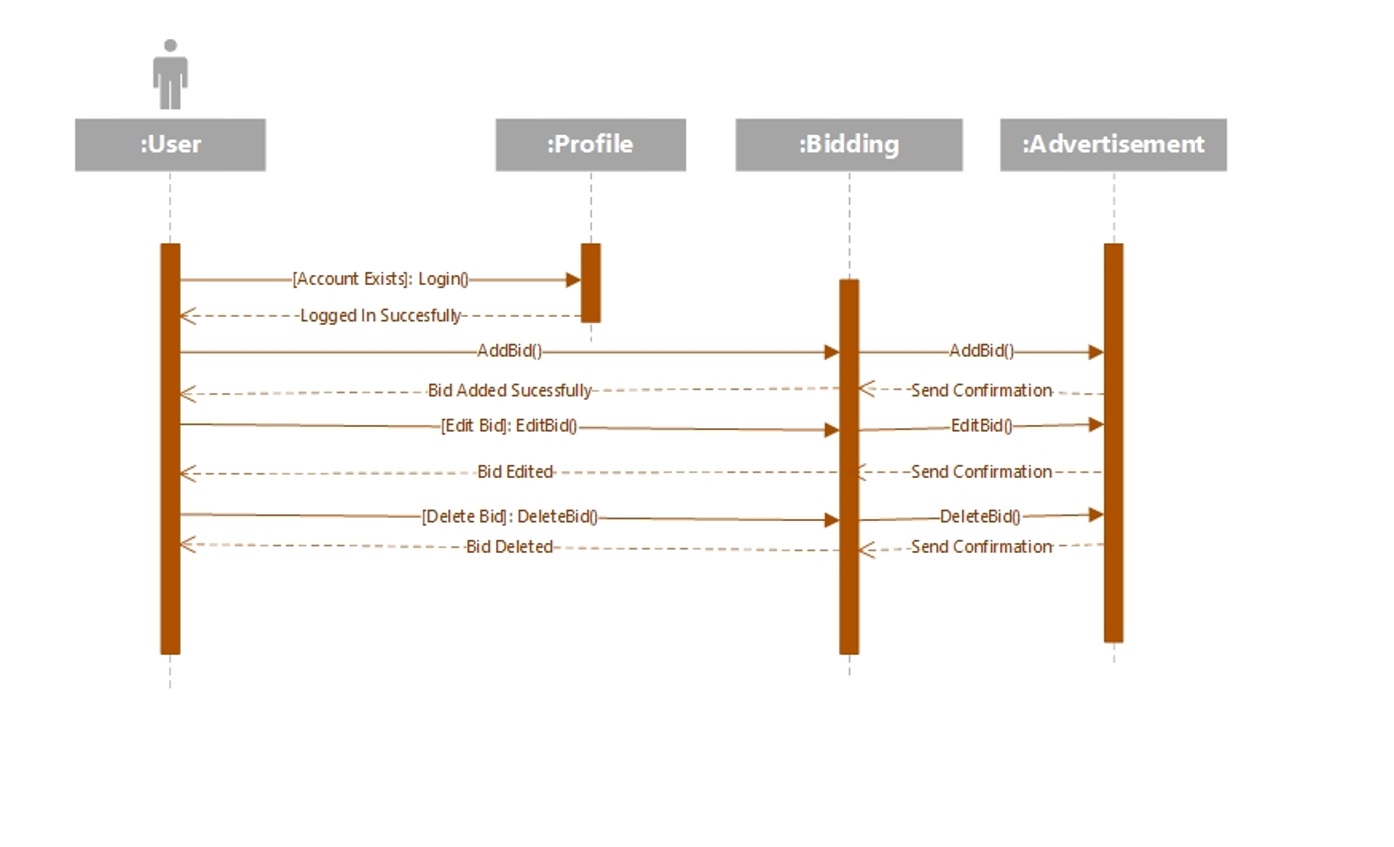 :User
:Profile
:Bidding
:Advertisement
[Account Exists]: Login()
Logged In Succesfully
AddBid()
AddBid()
Bid Added Sucessfully
Send Confirmation
[Edit Bid]: EditBid()
EditBid()
Bid Edited
Send Confirmation
[Delete Bid]: DeleteBid()
DeleteBid()
Bid Deleted
Send Confirmation